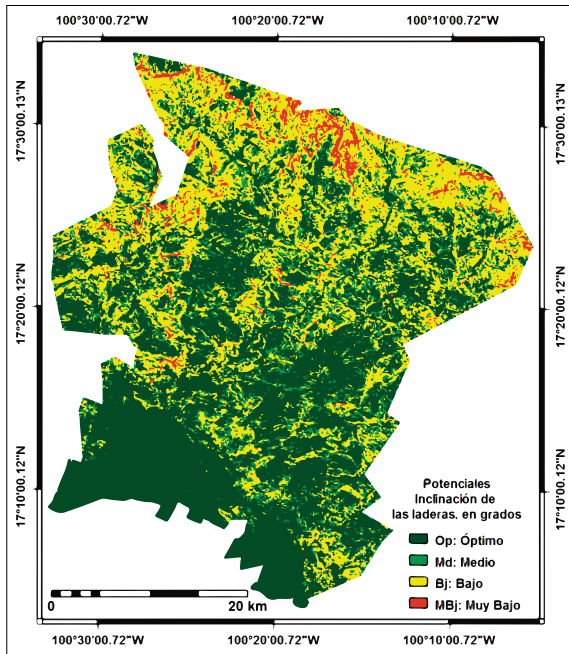 100°30'00.72"W 100°20'00.72"W 100°10'00.72"W
17°30'00.13"N 17°30'00.13"N
17°20'00.12"N 17°20'00.12"N
17°10'00.12"N 17°10'00.12"N
Potenciales
Inclinación de
las laderas, en grados
Op: Óptimo
Md: Medio
Bj: Bajo
MBj: Muy Bajo
0 20 km
100°30'00.72"W 100°20'00.72"W 100°10'00.72"W